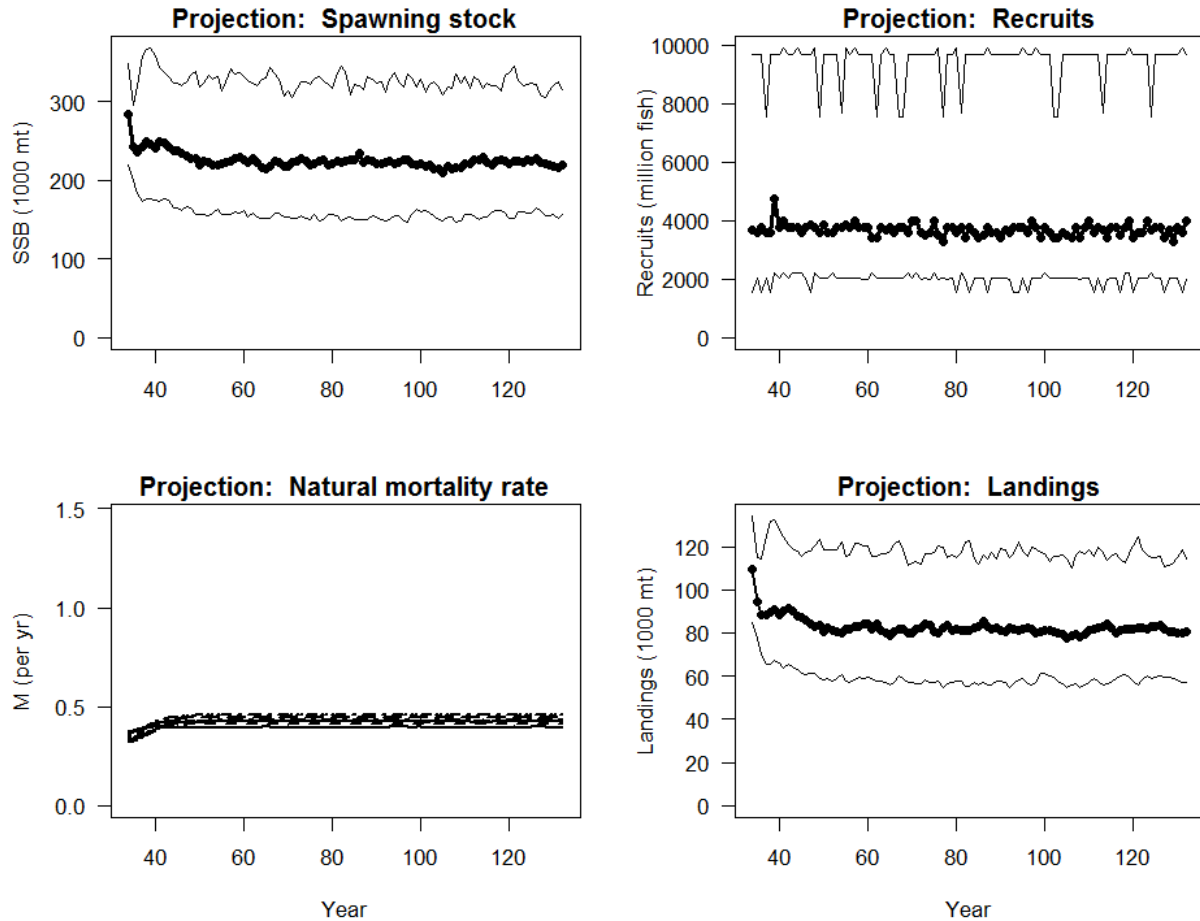 Projection:  Spawning stock
SSB (1000 mt)
300
200
100
0
40 60 80 100 120
Projection:  Recruits
Recruits (million fish)
10000
8000
6000
4000
2000
0
40 60 80 100 120
Projection:  Natural mortality rate
M (per yr)
1.5
1.0
0.5
0.0
40 60 80 100 120
Year
Projection:  Landings
Landings (1000 mt)
120
100
80
60
40
20
0
40 60 80 100 120
Year